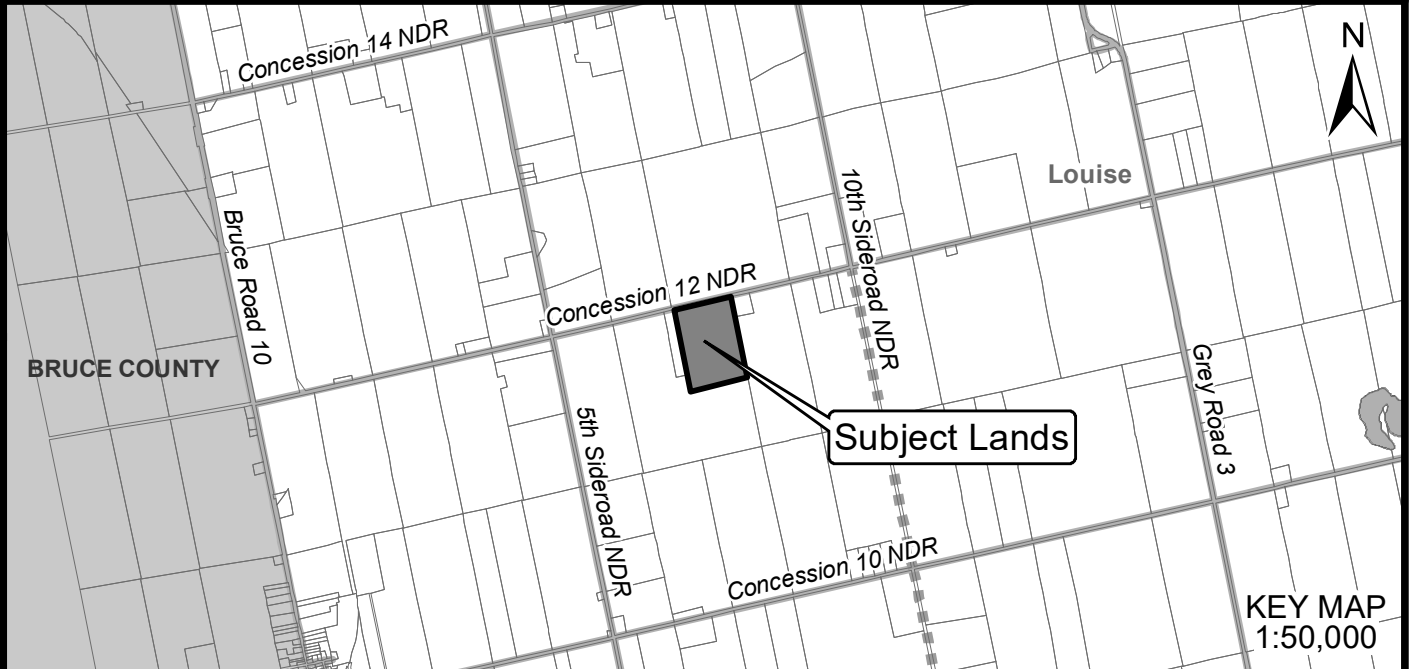 Concession 14 NDR
N
Louise
10th Sideroad NDR
Bruce Road 10
Concession 12 NDR
BRUCE COUNTY
Grey Road 3
5th Sideroad NDR
Subject Lands
Concession 10 NDR
KEY MAP
1:50,000